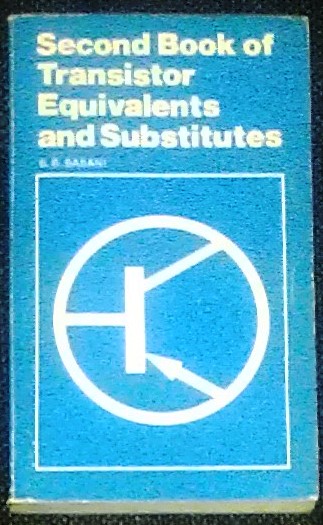 Second Book of
Transistor
Equivalents
and Substitutes
B. B. BABANI